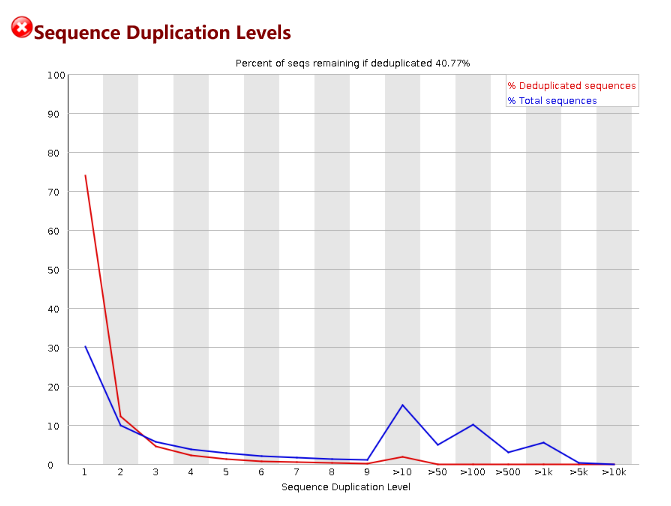 Sequence Duplication Levels
Percent of seqs remaining if deduplicated 40.77%
% Deduplicated sequences
% Total sequences
100
90
80
70
60
50
40
30
20
10
0
1 2 3 4 5 6 7 8 9 >10 >50 >100 >500 >1k >5k >10k
Sequence Duplication Level